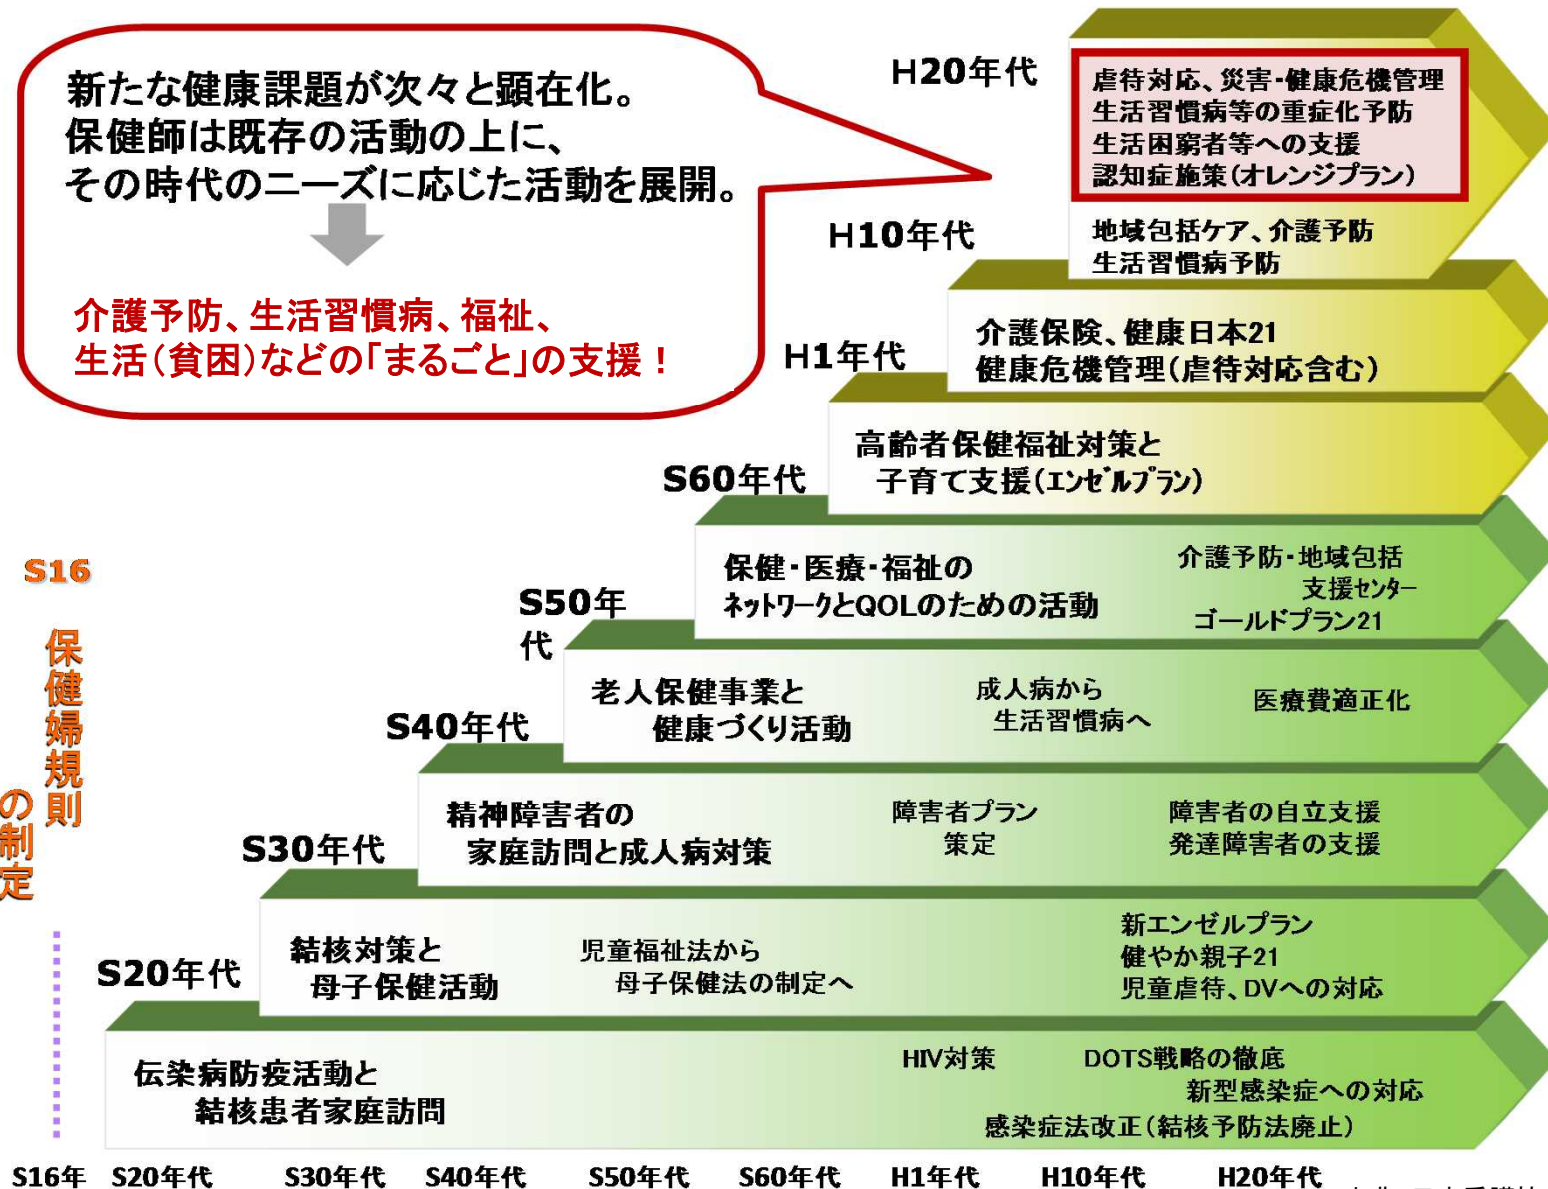 新たな健康課題が次々と顕在化。
保健師は既存の活動の上に、
その時代のニーズに応じた活動を展開。
介護予防、生活習慣病、福祉、
生活(貧困)などの「まるごと」の支援！
H20年代
虐待対応、災害・健康危機管理
生活習慣病等の重症化予防
生活困窮者等への支援
認知症施策(オレンジプラン)
地域包括ケア、介護予防
生活習慣病予防
H10年代
介護保険、健康日本21
健康危機管理(虐待対応含む)
H1年代
高齢者保健福祉対策と
子育て支援(ｴﾝｾﾞﾙﾌﾟﾗﾝ)
S60年代
保健・医療・福祉の
ﾈｯﾄﾜｰｸとQOLのための活動
介護予防・地域包括
支援ｾﾝﾀｰ
ゴールドプラン21
S50年
代
老人保健事業と
健康づくり活動
成人病から
生活習慣病へ
医療費適正化
S40年代
精神障害者の
家庭訪問と成人病対策
障害者プラン
策定
障害者の自立支援
発達障害者の支援
S30年代
結核対策と
母子保健活動
児童福祉法から
母子保健法の制定へ
新エンゼルプラン
健やか親子21
児童虐待、DVへの対応
S20年代
伝染病防疫活動と
結核患者家庭訪問
HIV対策
DOTS戦略の徹底
新型感染症への対応
感染症法改正(結核予防法廃止)
S16
保健婦規則
の制定
S16年 S20年代 S30年代 S40年代 S50年代 S60年代 H1年代 H10年代 H20年代